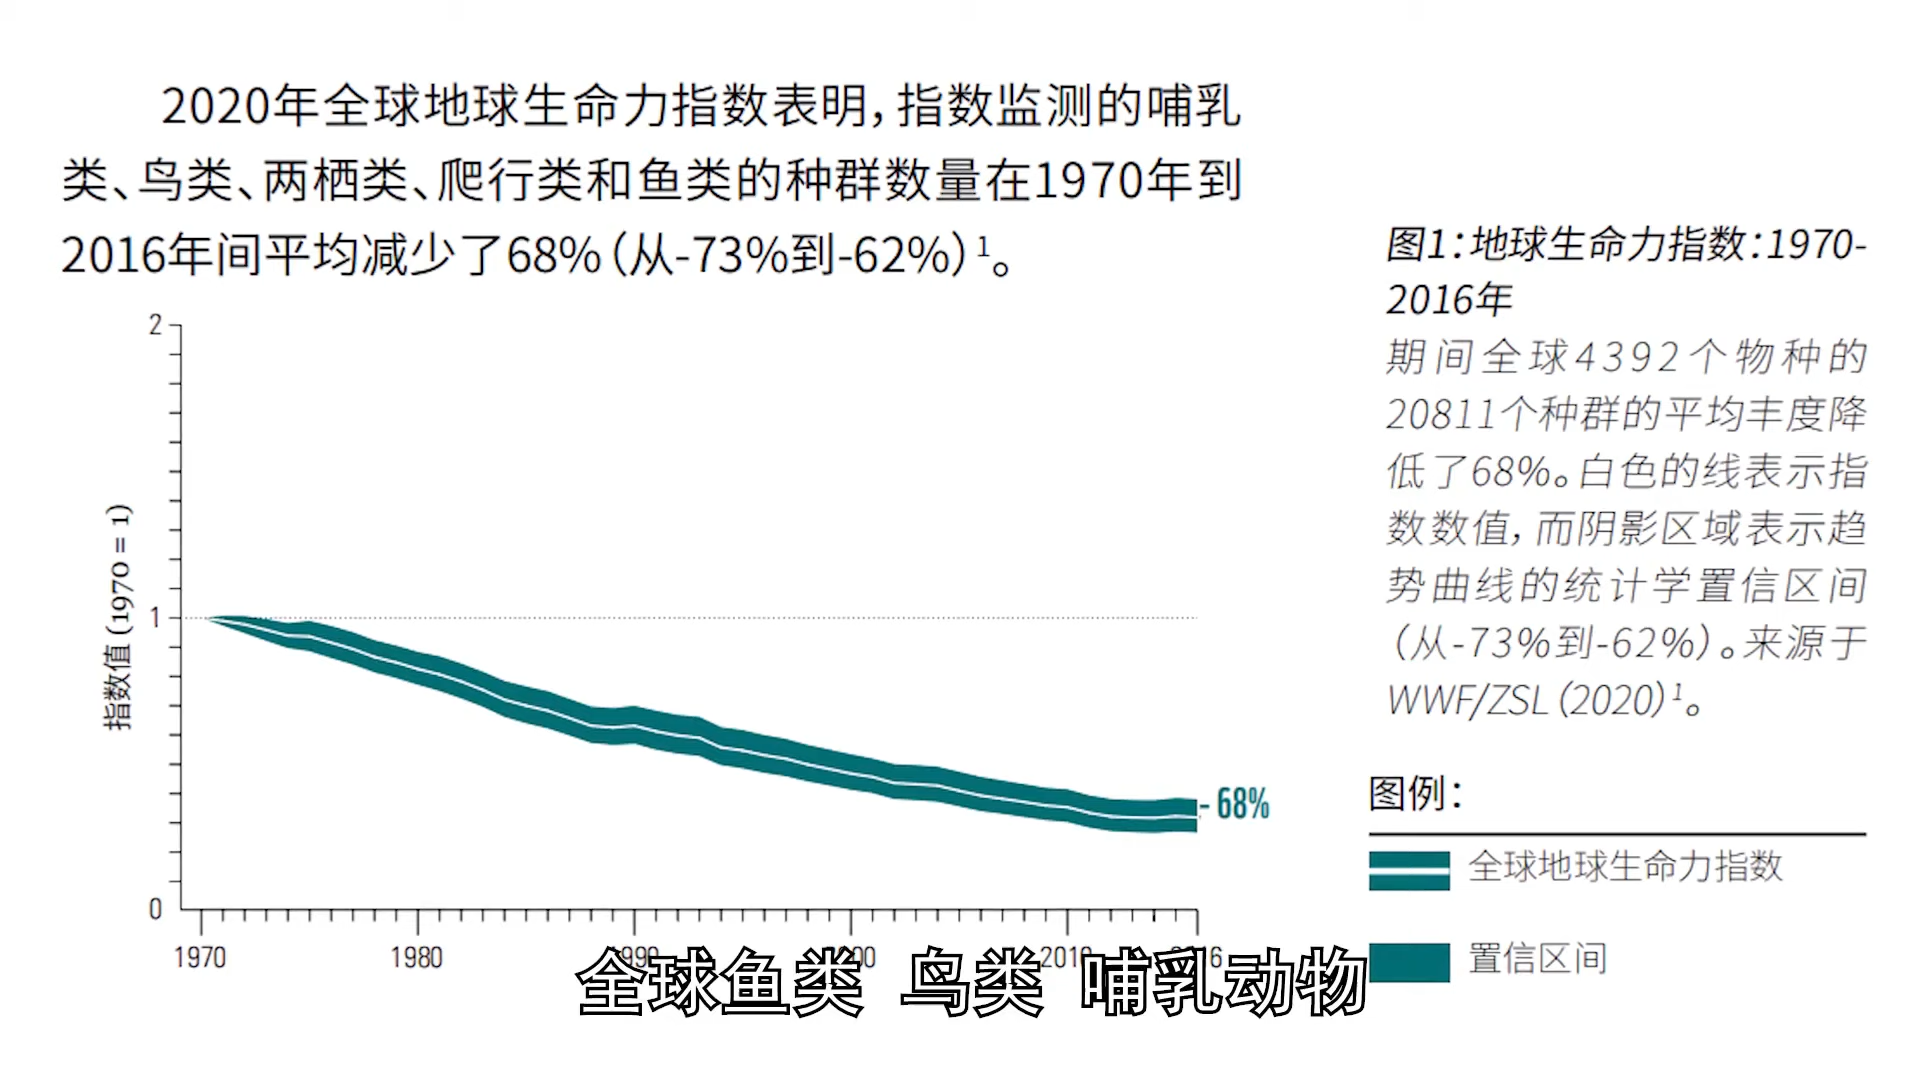 2020年全球地球生命力指数表明，指数监测的哺乳
类、鸟类、两栖类、爬行类和鱼类的种群数量在1970年到
2016年间平均减少了68%（从-73%到-62%）¹。
图1：地球生命力指数：1970-
2016年
期间全球4392个物种的
20811个种群的平均丰度降
低了68%。白色的线表示指
数数值，而阴影区域表示趋
势曲线的统计学置信区间
（从-73%到-62%）。来源于
WWF/ZSL（2020）¹。
2
1
0
指数值（1970 = 1）
- 68%
1970
1980
图例：
全球地球生命力指数
置信区间
全球鱼类 鸟类 哺乳动物